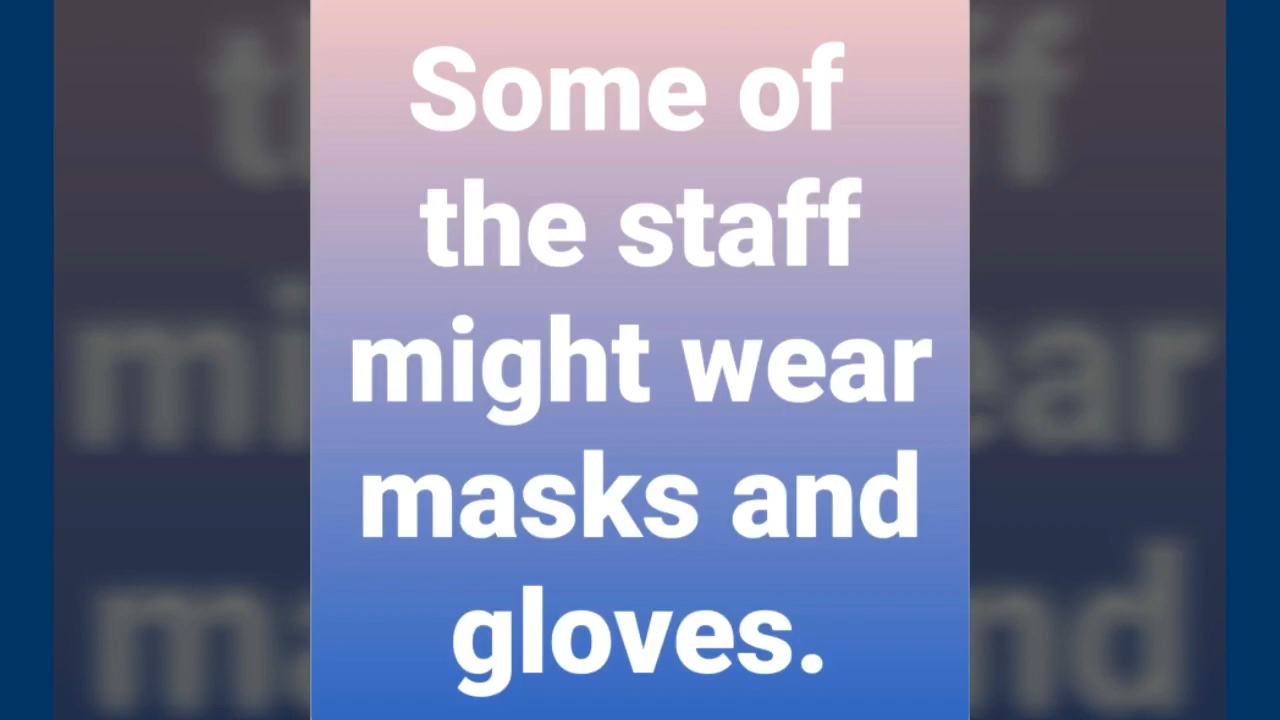 Some of
the staff
might wear
masks and
gloves.